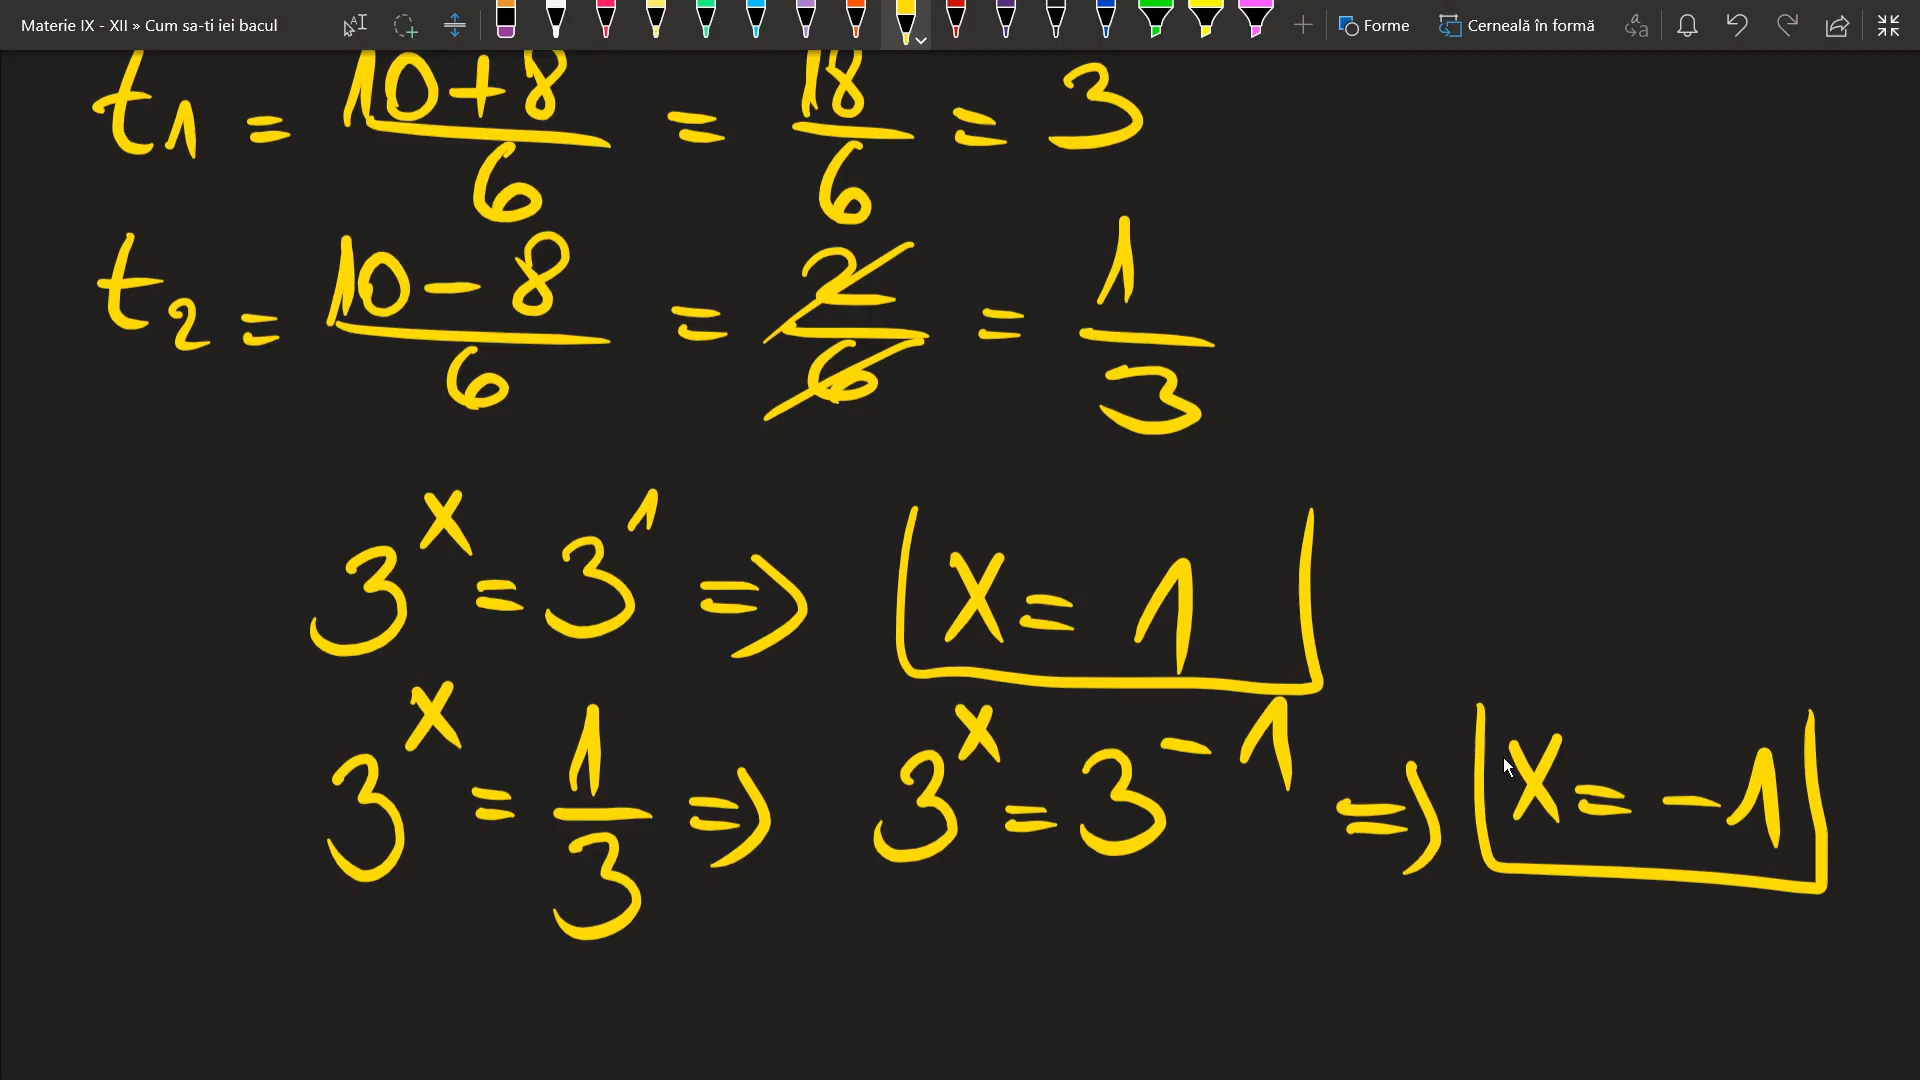 Materie IX - XII » Cum sa-ti iei bacul
Forme
Cerneală în formă
t1 = 10+8/6 = 18/6 = 3
t2 = 10-8/6 = 2/6 = 1/3
3^x = 3^1 => x = 1
3^x = 1/3 => 3^x = 3^-1 => x = -1